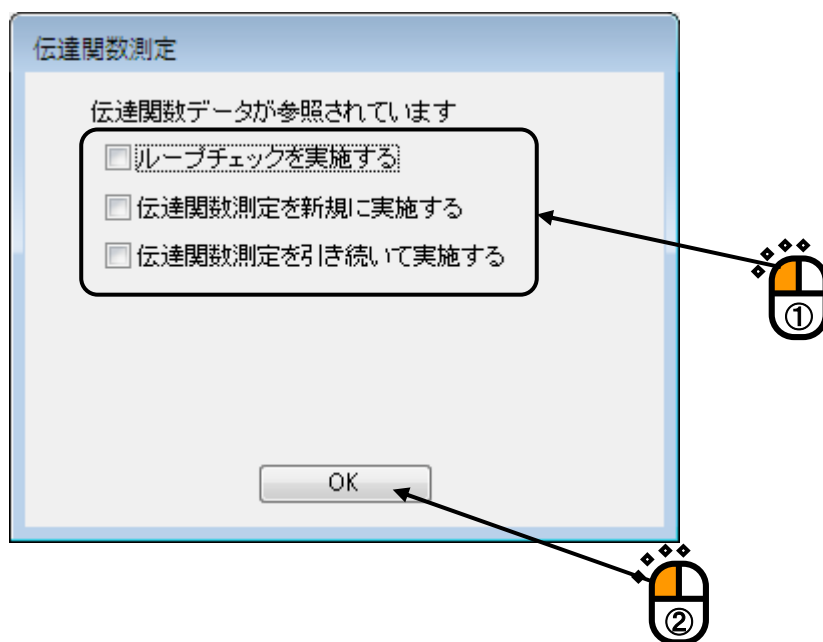 伝達関数測定
伝達関数データが参照されています
ループチェックを実施する
伝達関数測定を新規に実施する
伝達関数測定を引き続いて実施する
①
OK
②